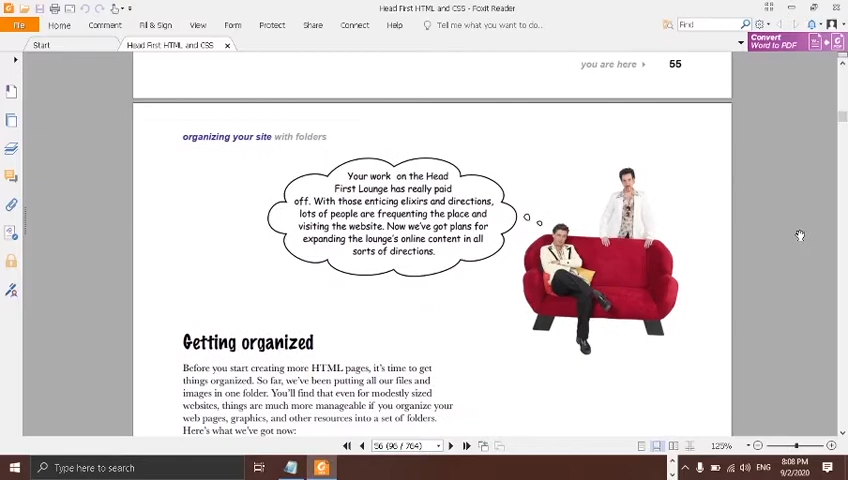 Head First HTML and CSS - Foxit Reader
File Home Comment Fill & Sign View Form Protect Share Connect Help Tell me what you want to do... Find
Start Head First HTML and CSS Convert
Word to PDF
you are here 55
organizing your site with folders
Your work on the Head
First Lounge has really paid
off. With those enticing elixirs and directions,
lots of people are frequenting the place and
visiting the website. Now we've got plans for
expanding the lounge's online content in all
sorts of directions.
Getting organized
Before you start creating more HTML pages, it's time to get
things organized. So far, we've been putting all our files and
images in one folder. You'll find that even for modestly sized
websites, things are much more manageable if you organize your
web pages, graphics, and other resources into a set of folders.
Here's what we've got now:
56 (96 / 764) 125%
Type here to search ENG 8:08 PM
9/2/2020